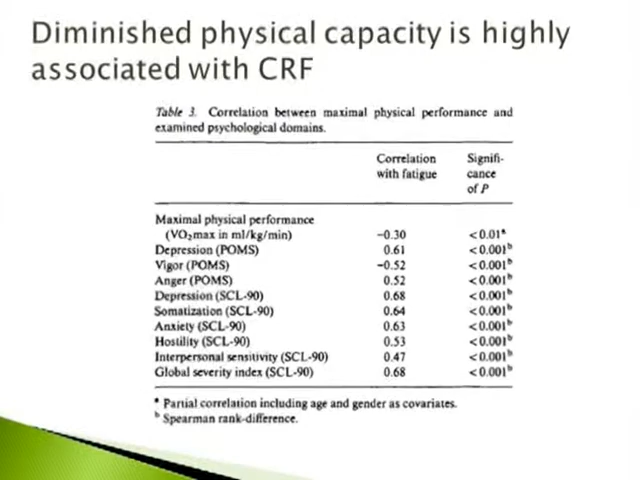 Diminished physical capacity is highly
associated with CRF
Table 3. Correlation between maximal physical performance and
examined psychological domains.
Correlation Signifi-
with fatigue cance
of P
Maximal physical performance
(VO₂max in ml/kg/min) −0.30 <0.01ᵃ
Depression (POMS) 0.61 <0.001ᵇ
Vigor (POMS) −0.52 <0.001ᵇ
Anger (POMS) 0.52 <0.001ᵇ
Depression (SCL-90) 0.68 <0.001ᵇ
Somatization (SCL-90) 0.64 <0.001ᵇ
Anxiety (SCL-90) 0.63 <0.001ᵇ
Hostility (SCL-90) 0.53 <0.001ᵇ
Interpersonal sensitivity (SCL-90) 0.47 <0.001ᵇ
Global severity index (SCL-90) 0.68 <0.001ᵇ
ᵃ Partial correlation including age and gender as covariates.
ᵇ Spearman rank-difference.